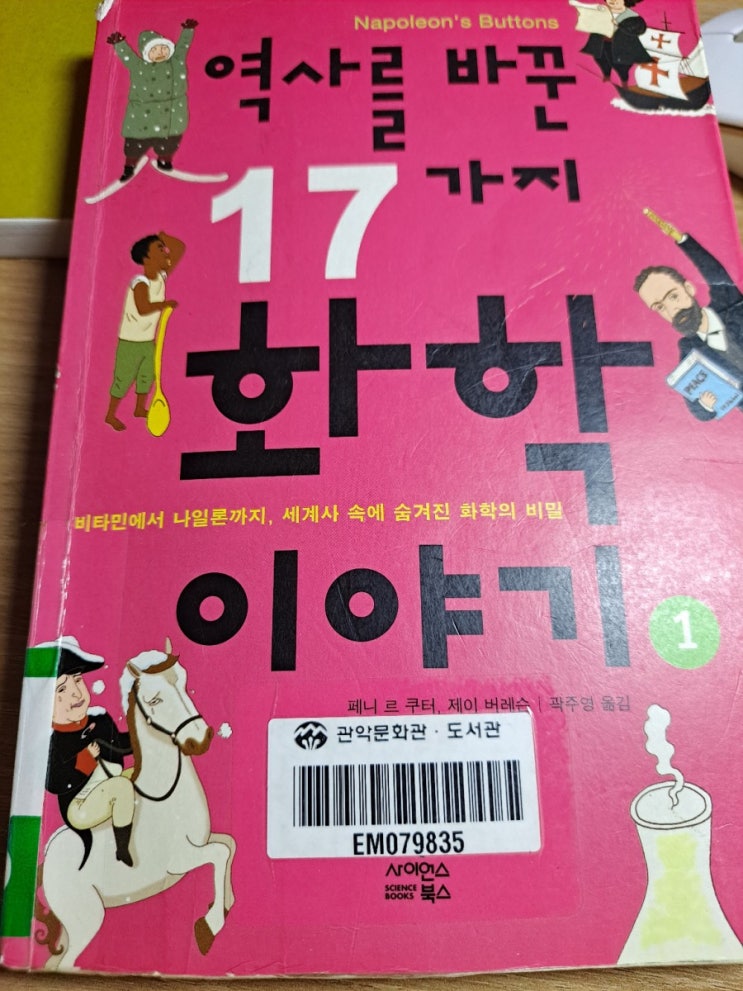 Napoleon's Buttons
역사를 바꾼
17 가지
화학
비타민에서 나일론까지, 세계사 속에 숨겨진 화학의 비밀
이야기 1
페니 르 쿠터, 제이 버레슨 | 곽주영 옮김
관악문화관·도서관
EM079835
사이언스
SCIENCE
BOOKS 북스
PEACE